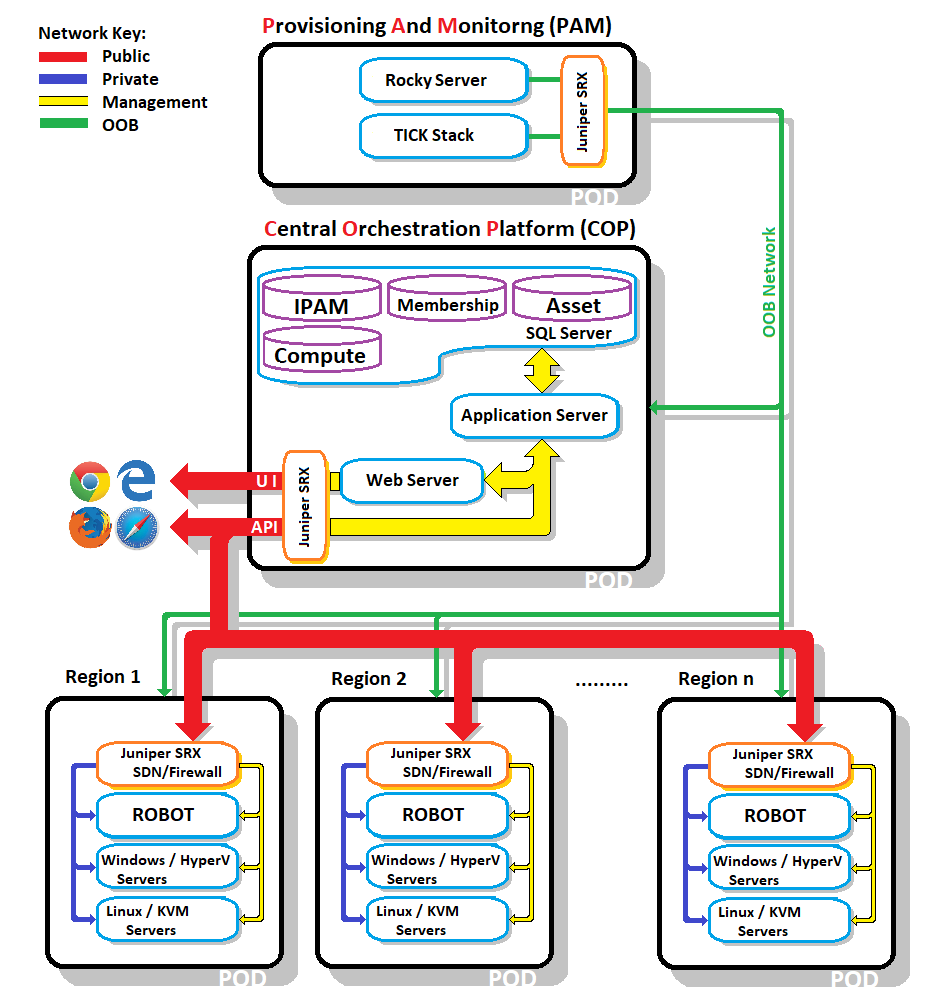 Provisioning And Monitorng (PAM)
Network Key:
Public
Private
Management
OOB
Rocky Server
TICK Stack
Juniper SRX
POD
Central Orchestration Platform (COP)
OOB Network
IPAM
Membership
Asset
SQL Server
Compute
Application Server
Web Server
Juniper SRX
UI
API
POD
Region 1
Region 2
.........
Region n
Juniper SRX
SDN/Firewall
ROBOT
Windows / HyperV
Servers
Linux / KVM
Servers
POD
Juniper SRX
SDN/Firewall
ROBOT
Windows / HyperV
Servers
Linux / KVM
Servers
POD
Juniper SRX
SDN/Firewall
ROBOT
Windows / HyperV
Servers
Linux / KVM
Servers
POD